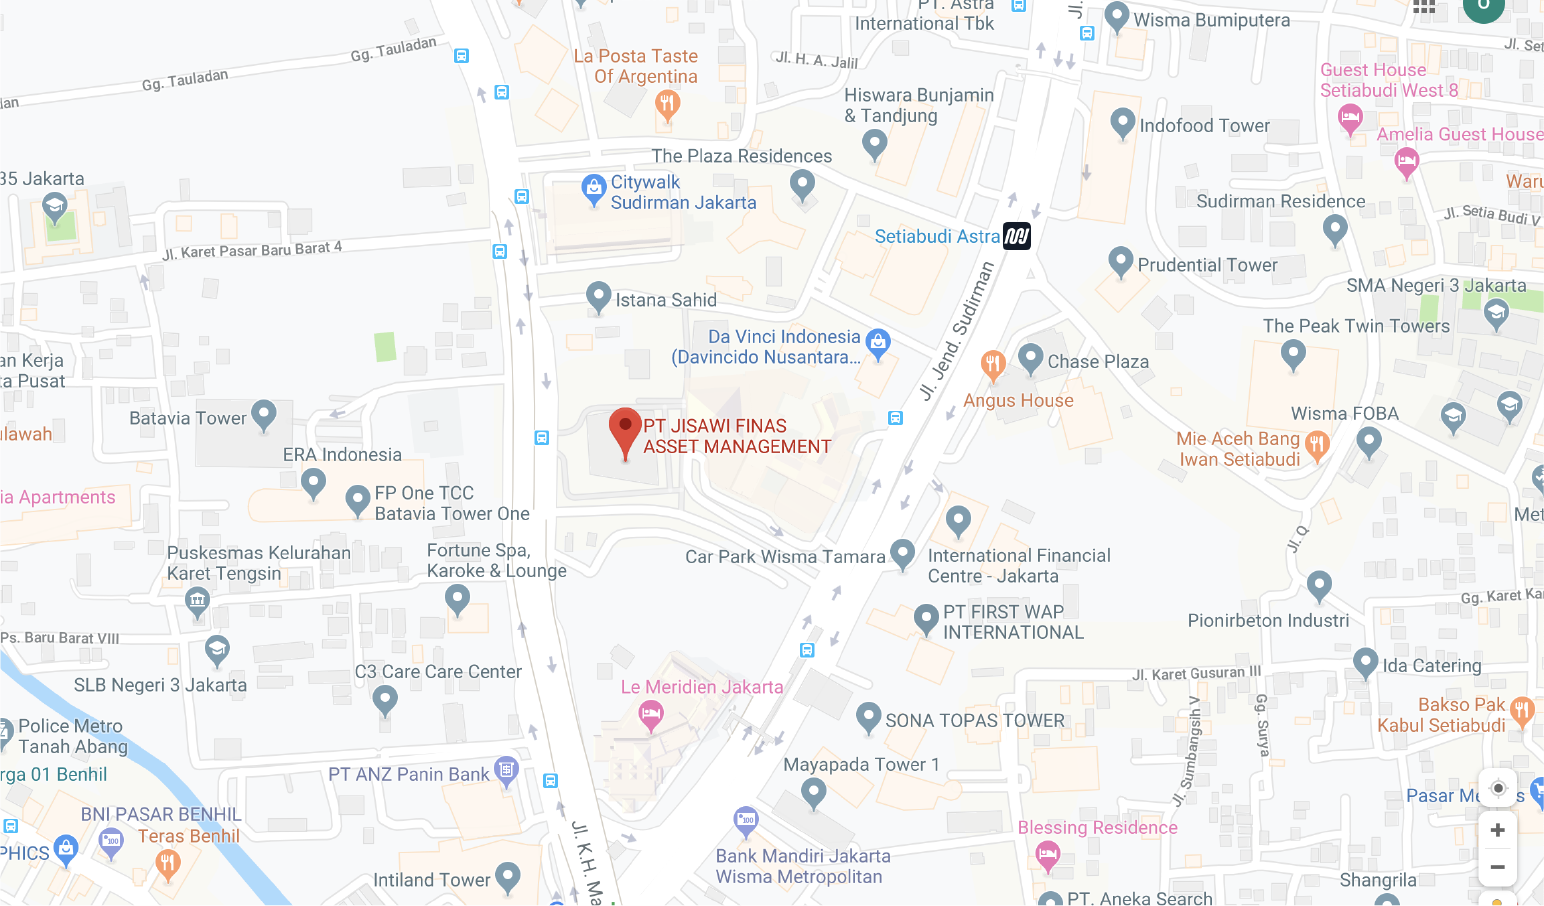 PT. Astra
International Tbk
Wisma Bumiputera
Gg. Tauladan
Gg. Tauladan
La Posta Taste
Of Argentina
Jl. H. A. Jalil
Jl.
Guest House
Setiabudi West 8
Hiswara Bunjamin
& Tandjung
Indofood Tower
Amelia Guest House
The Plaza Residences
35 Jakarta
Citywalk
Sudirman Jakarta
Sudirman Residence
Jl. Setia Budi V
Setiabudi Astra
Jl. Karet Pasar Baru Barat 4
Prudential Tower
SMA Negeri 3 Jakarta
Istana Sahid
The Peak Twin Towers
Jl. Jend. Sudirman
Da Vinci Indonesia
(Davincido Nusantara...
Chase Plaza
an Kerja
ta Pusat
Angus House
Batavia Tower
Wisma FOBA
PT JISAWI FINAS
ASSET MANAGEMENT
Mie Aceh Bang
Iwan Setiabudi
ERA Indonesia
FP One TCC
Batavia Tower One
ia Apartments
Jl. Q
Puskesmas Kelurahan
Karet Tengsin
Fortune Spa,
Karoke & Lounge
Car Park Wisma Tamara
International Financial
Centre - Jakarta
Gg. Karet Ka
PT FIRST WAP
INTERNATIONAL
Pionirbeton Industri
Ps. Baru Barat VIII
C3 Care Care Center
SLB Negeri 3 Jakarta
Le Meridien Jakarta
Jl. Karet Gusuran III
Ida Catering
Gg. Surya
Jl. Sumbangsih V
SONA TOPAS TOWER
Bakso Pak
Kabul Setiabudi
Police Metro
Tanah Abang
rga 01 Benhil
PT ANZ Panin Bank
Mayapada Tower 1
BNI PASAR BENHIL
Teras Benhil
PHICS
Jl. K.H. Ma
Blessing Residence
Bank Mandiri Jakarta
Wisma Metropolitan
Intiland Tower
Shangrila
PT. Aneka Search